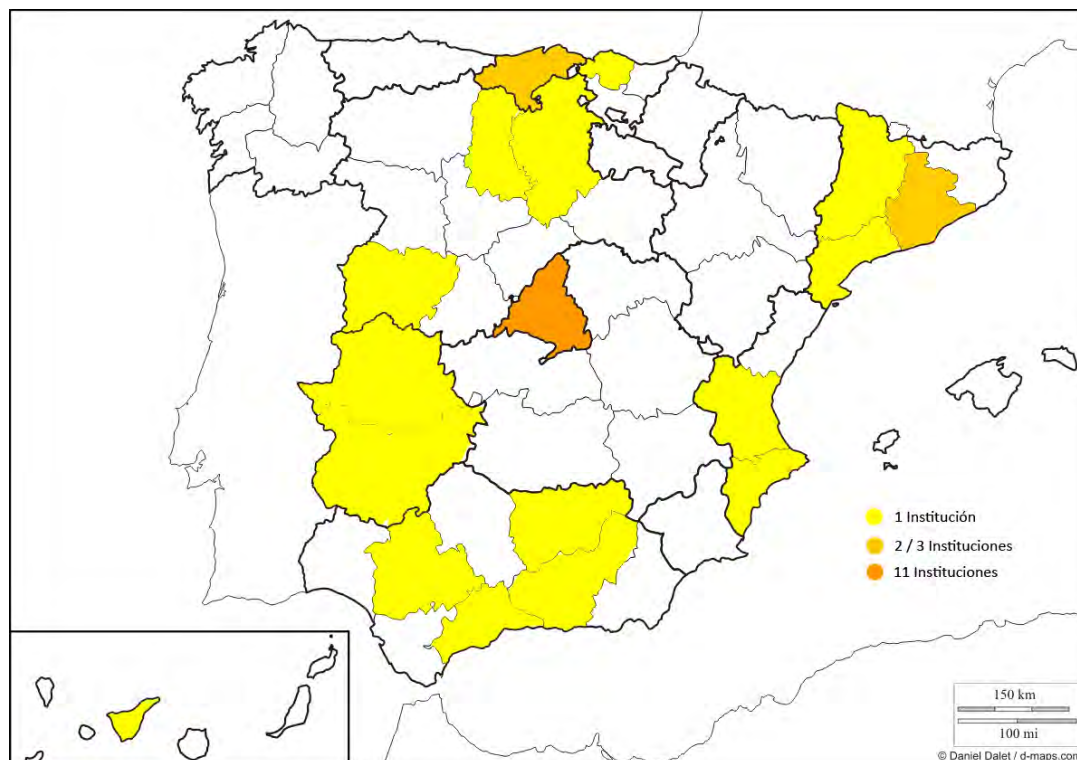 1 Institución
2 / 3 Instituciones
11 Instituciones
150 km
100 mi
© Daniel Dalet / d-maps.com